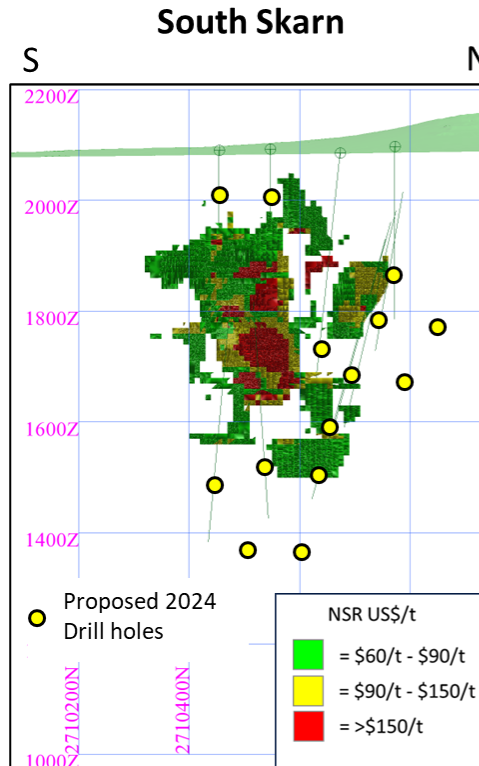 South Skarn
S
N
2200Z
2000Z
1800Z
1600Z
1400Z
Proposed 2024
Drill holes
NSR US$/t
= $60/t - $90/t
= $90/t - $150/t
= >$150/t
2710200N
2710400N
1000Z